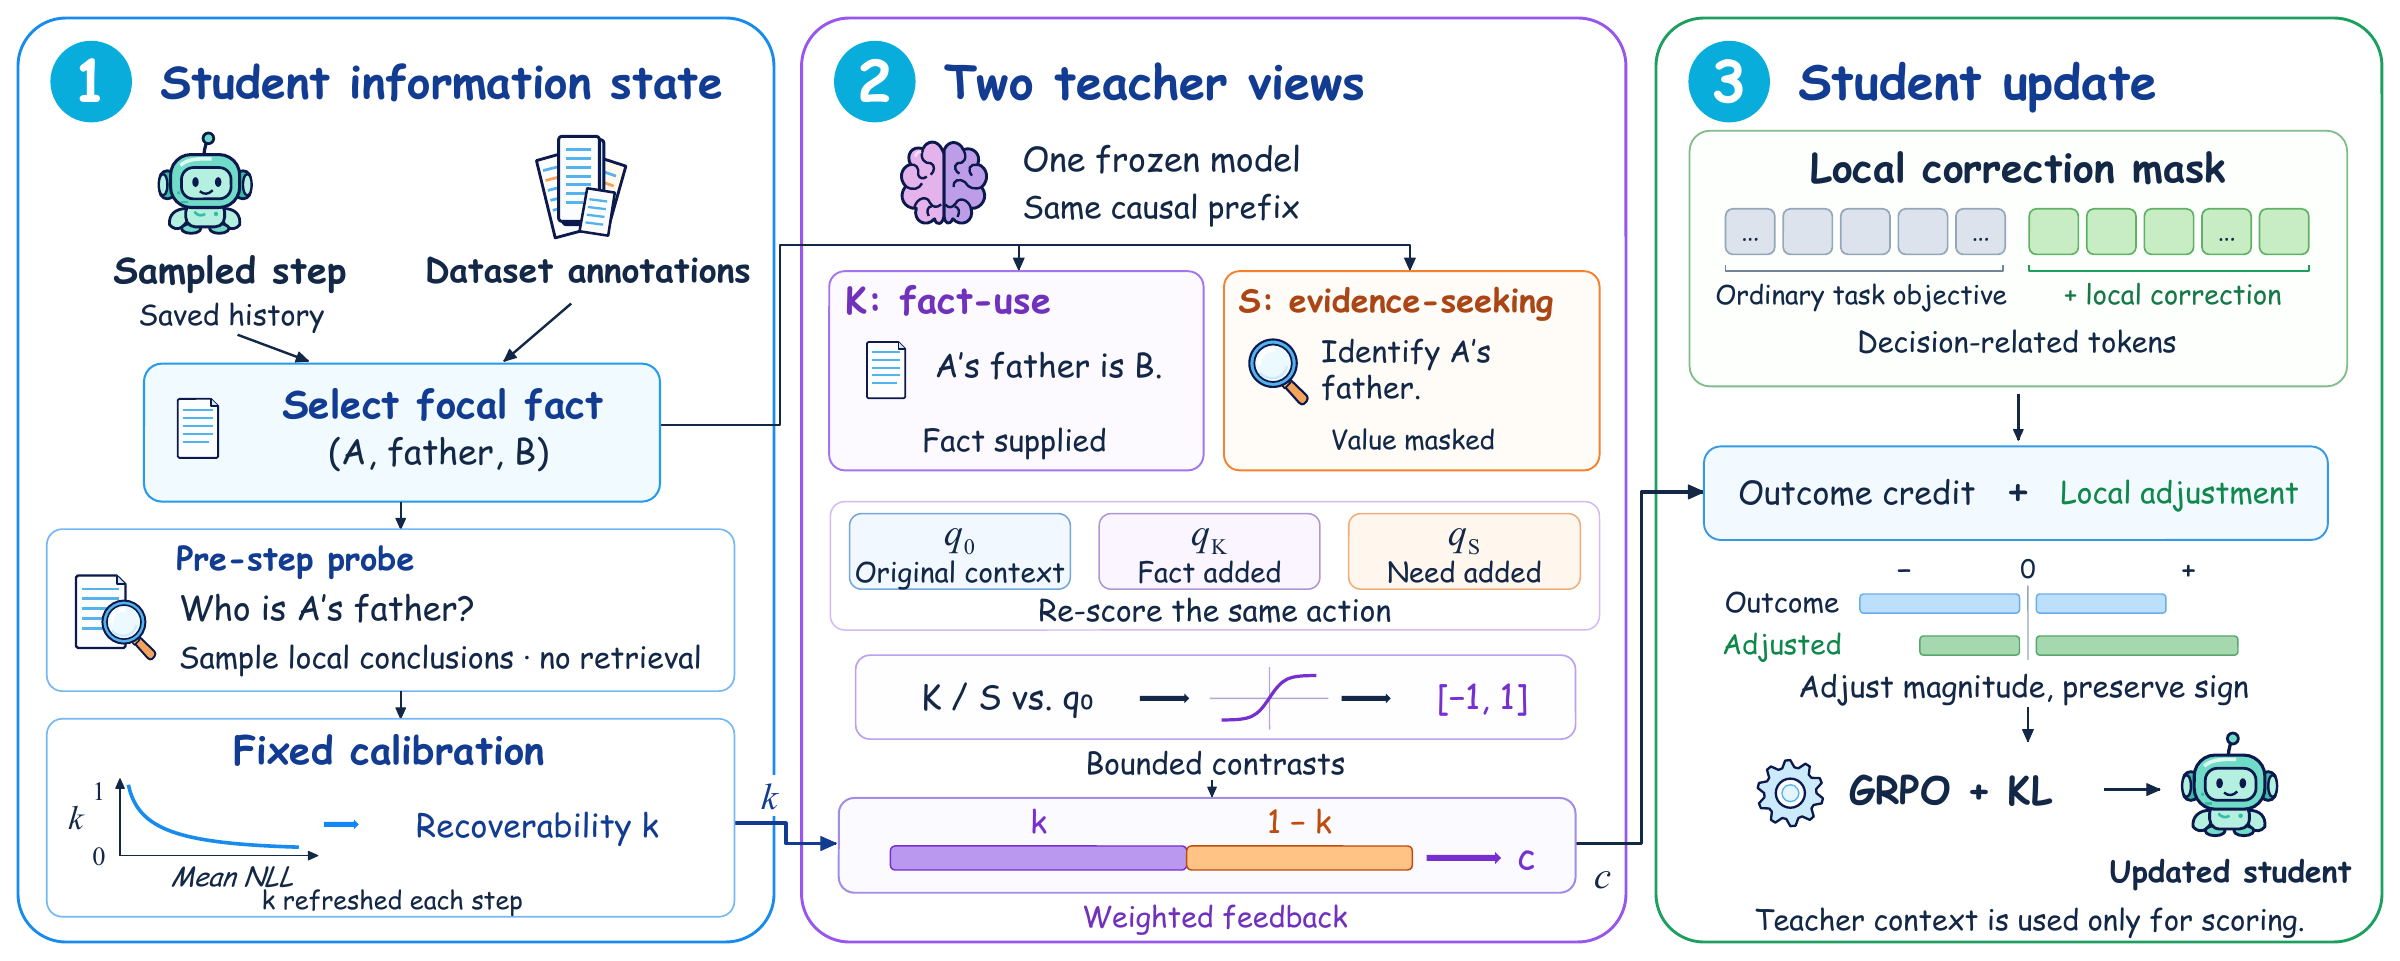 1 Student information state
Sampled step
Saved history
Dataset annotations
Select focal fact
(A, father, B)
Pre-step probe
Who is A's father?
Sample local conclusions · no retrieval
Fixed calibration
1
k
0
Mean NLL
Recoverability k
k refreshed each step
k
2 Two teacher views
One frozen model
Same causal prefix
K: fact-use
A's father is B.
Fact supplied
S: evidence-seeking
Identify A's
father.
Value masked
q₀
Original context
q_K
Fact added
q_S
Need added
Re-score the same action
K / S vs. q₀
[−1, 1]
Bounded contrasts
k
1 − k
c
Weighted feedback
c
3 Student update
Local correction mask
... ... ...
Ordinary task objective
+ local correction
Decision-related tokens
Outcome credit + Local adjustment
− 0 +
Outcome
Adjusted
Adjust magnitude, preserve sign
GRPO + KL
Updated student
Teacher context is used only for scoring.